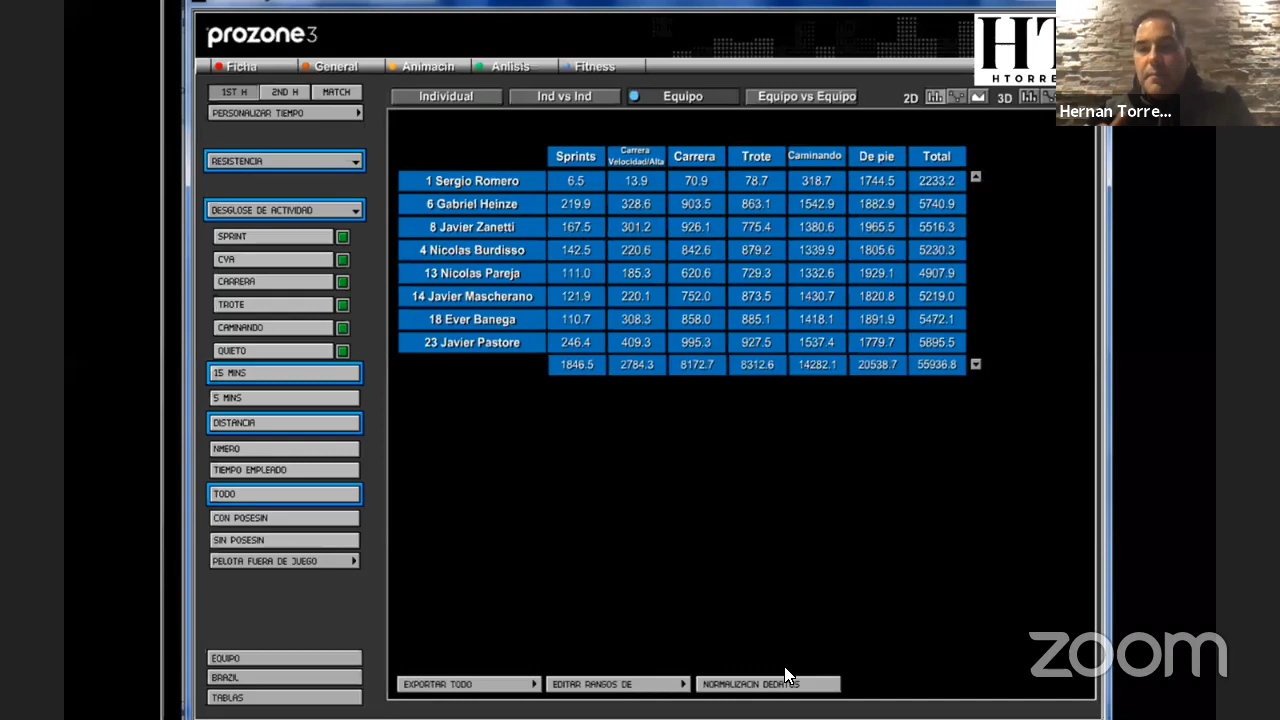 prozone3
HT
HTORRE
Hernan Torre...
Ficha General Animacin Anlisis Fitness
1ST H 2ND H MATCH
Individual Ind vs Ind Equipo Equipo vs Equipo 2D 3D
PERSONALIZAR TIEMPO
RESISTENCIA
DESGLOSE DE ACTIVIDAD
SPRINT
CVA
CARRERA
TROTE
CAMINANDO
QUIETO
15 MINS
5 MINS
DISTANCIA
NMERO
TIEMPO EMPLEADO
TODO
CON POSESIN
SIN POSESIN
PELOTA FUERA DE JUEGO
EQUIPO
BRAZIL
TABLAS
Sprints Carrera Velocidad/Alta Carrera Trote Caminando De pie Total
1 Sergio Romero 6.5 13.9 70.9 78.7 318.7 1744.5 2233.2
6 Gabriel Heinze 219.9 328.6 903.5 863.1 1542.9 1882.9 5740.9
8 Javier Zanetti 167.5 301.2 926.1 775.4 1380.6 1965.5 5516.3
4 Nicolas Burdisso 142.5 220.6 842.6 879.2 1339.9 1805.6 5230.3
13 Nicolas Pareja 111.0 185.3 620.6 729.3 1332.6 1929.1 4907.9
14 Javier Mascherano 121.9 220.1 752.0 873.5 1430.7 1820.8 5219.0
18 Ever Banega 110.7 308.3 858.0 885.1 1418.1 1891.9 5472.1
23 Javier Pastore 246.4 409.3 995.3 927.5 1537.4 1779.7 5895.5
1846.5 2784.3 8172.7 8312.6 14282.1 20538.7 55936.8
EXPORTAR TODO EDITAR RANGOS DE NORMALIZACIN DEDATOS
zoom